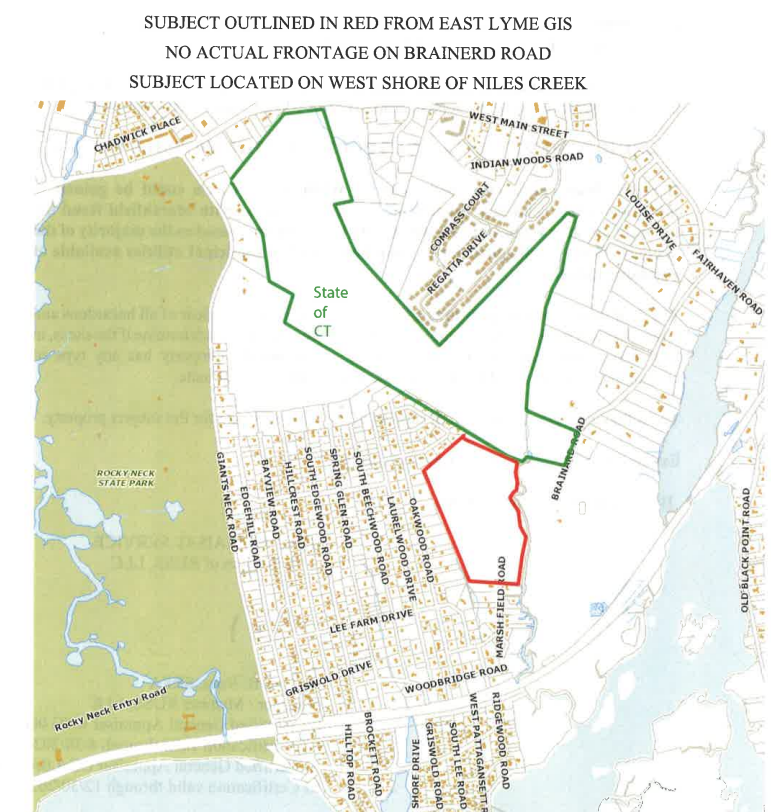 SUBJECT OUTLINED IN RED FROM EAST LYME GIS
NO ACTUAL FRONTAGE ON BRAINERD ROAD
SUBJECT LOCATED ON WEST SHORE OF NILES CREEK
CHADWICK PLACE
WEST MAIN STREET
INDIAN WOODS ROAD
COMPASS COURT
REGATTA DRIVE
LOUISE DRIVE
FAIRHAVEN ROAD
State
of
CT
ROCKY NECK
STATE PARK
GIANTS NECK ROAD
EDGEHILL ROAD
BAYVIEW ROAD
HILLCREST ROAD
SOUTH EDGEWOOD ROAD
SPRING GLEN ROAD
SOUTH BEECHWOOD ROAD
LAURELWOOD DRIVE
OAKWOOD ROAD
BRAINARD ROAD
OLD BLACK POINT ROAD
MARSH FIELD ROAD
LEE FARM DRIVE
GRISWOLD DRIVE
WOODBRIDGE ROAD
Rocky Neck Entry Road
HILLTOP ROAD
BROCKETT ROAD
SHORE DRIVE
GRISWOLD ROAD
SOUTH LEE ROAD
WEST PATTAGANSETT R
RIDGEWOOD ROAD